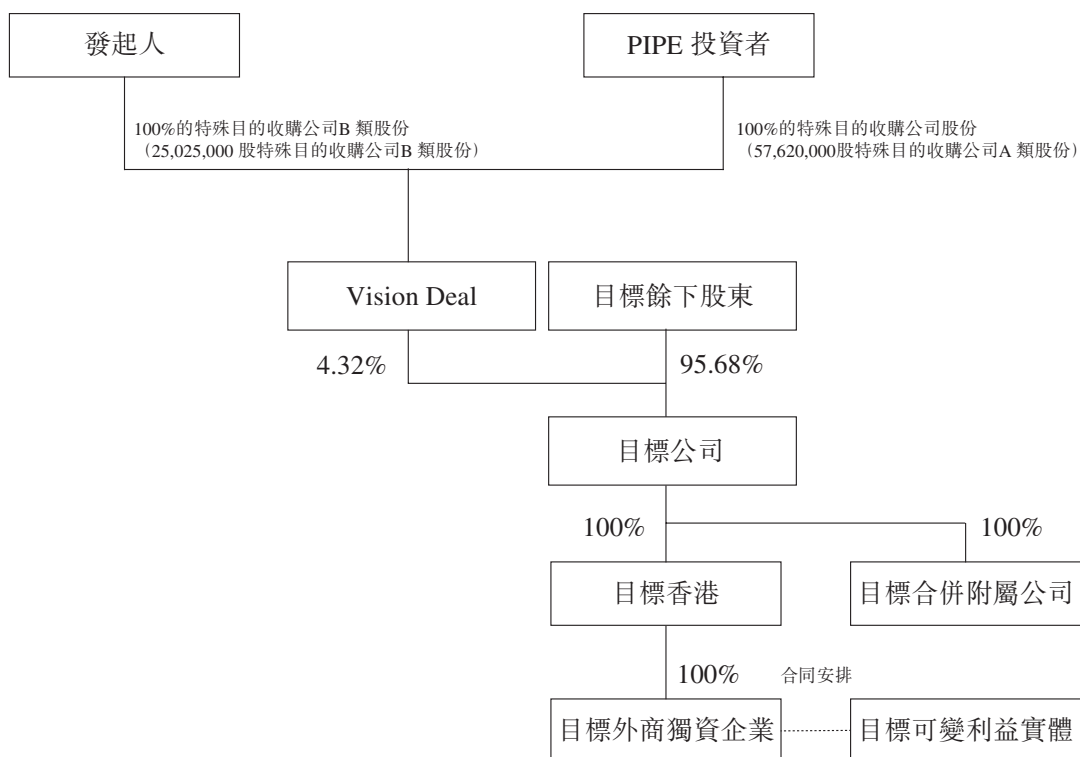 發起人
PIPE 投資者
100%的特殊目的收購公司B 類股份
（25,025,000 股特殊目的收購公司B 類股份）
100%的特殊目的收購公司股份
（57,620,000股特殊目的收購公司A 類股份）
Vision Deal
目標餘下股東
4.32%
95.68%
目標公司
100%
100%
目標香港
目標合併附屬公司
100%
合同安排
目標外商獨資企業
目標可變利益實體